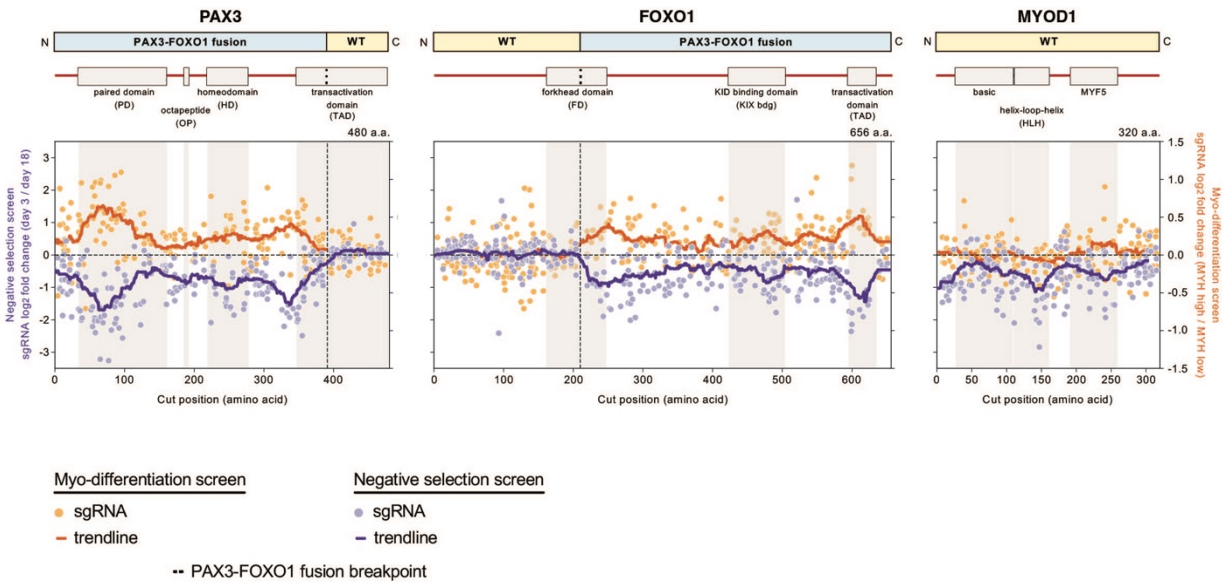 PAX3
FOXO1
MYOD1
N PAX3-FOXO1 fusion WT C
N WT PAX3-FOXO1 fusion C
N WT C
paired domain
(PD)
octapeptide
(OP)
homeodomain
(HD)
transactivation
domain
(TAD)
480 a.a.
forkhead domain
(FD)
KID binding domain
(KIX bdg)
transactivation
domain
(TAD)
656 a.a.
basic
helix-loop-helix
(HLH)
MYF5
320 a.a.
Negative selection screen
sgRNA log2 fold change (day 3 / day 18)
3
2
1
0
-1
-2
-3
0 100 200 300 400
Cut position (amino acid)
0 100 200 300 400 500 600
Cut position (amino acid)
0 50 100 150 200 250 300
Cut position (amino acid)
1.5
1.0
0.5
0.0
-0.5
-1.0
-1.5
Myo-differentiation screen
sgRNA log2 fold change (MYH high / MYH low)
Myo-differentiation screen
sgRNA
trendline
Negative selection screen
sgRNA
trendline
PAX3-FOXO1 fusion breakpoint